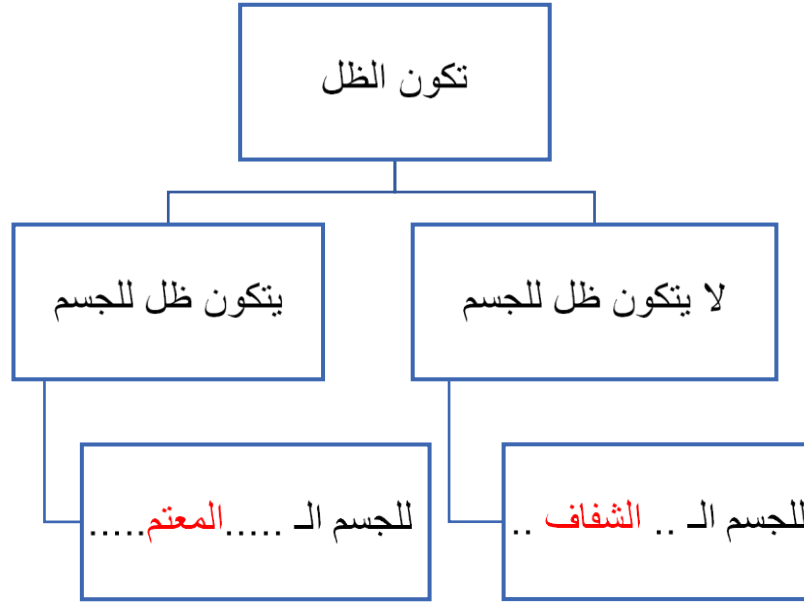 تكون الظل
لا يتكون ظل للجسم
يتكون ظل للجسم
للجسم الـ .. الشفاف ..
للجسم الـ .....المعتم.....